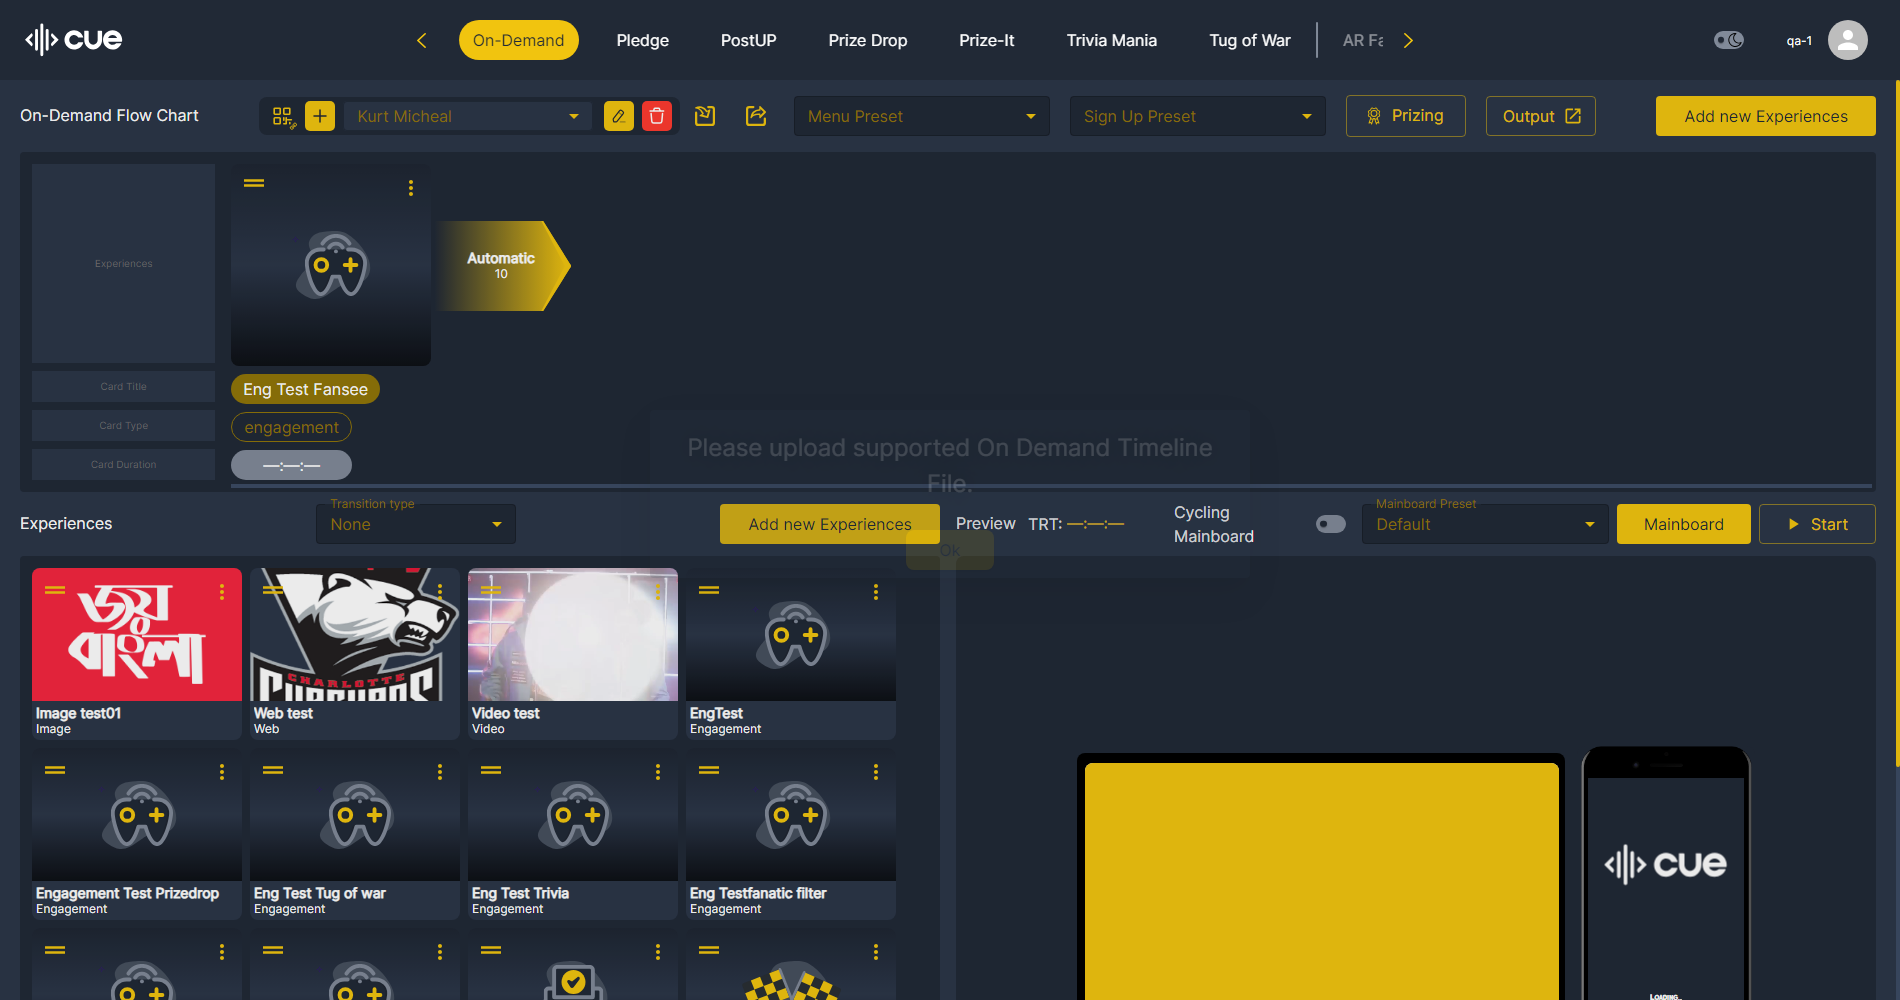 cue
On-Demand
Pledge
PostUP
Prize Drop
Prize-It
Trivia Mania
Tug of War
AR Fa
qa-1
On-Demand Flow Chart
Kurt Micheal
Menu Preset
Sign Up Preset
Prizing
Output
Add new Experiences
Experiences
Automatic
10
Card Title
Eng Test Fansee
Card Type
engagement
Card Duration
—:—:—
Please upload supported On Demand Timeline
File.
Ok
Experiences
Transition type
None
Add new Experiences
Preview
TRT: —:—:—
Cycling
Mainboard
Mainboard Preset
Default
Mainboard
Start
জয়
বাংলা
CHARLOTTE
Image test01
Image
Web test
Web
Video test
Video
EngTest
Engagement
Engagement Test Prizedrop
Engagement
Eng Test Tug of war
Engagement
Eng Test Trivia
Engagement
Eng Testfanatic filter
Engagement
cue
LOADING..